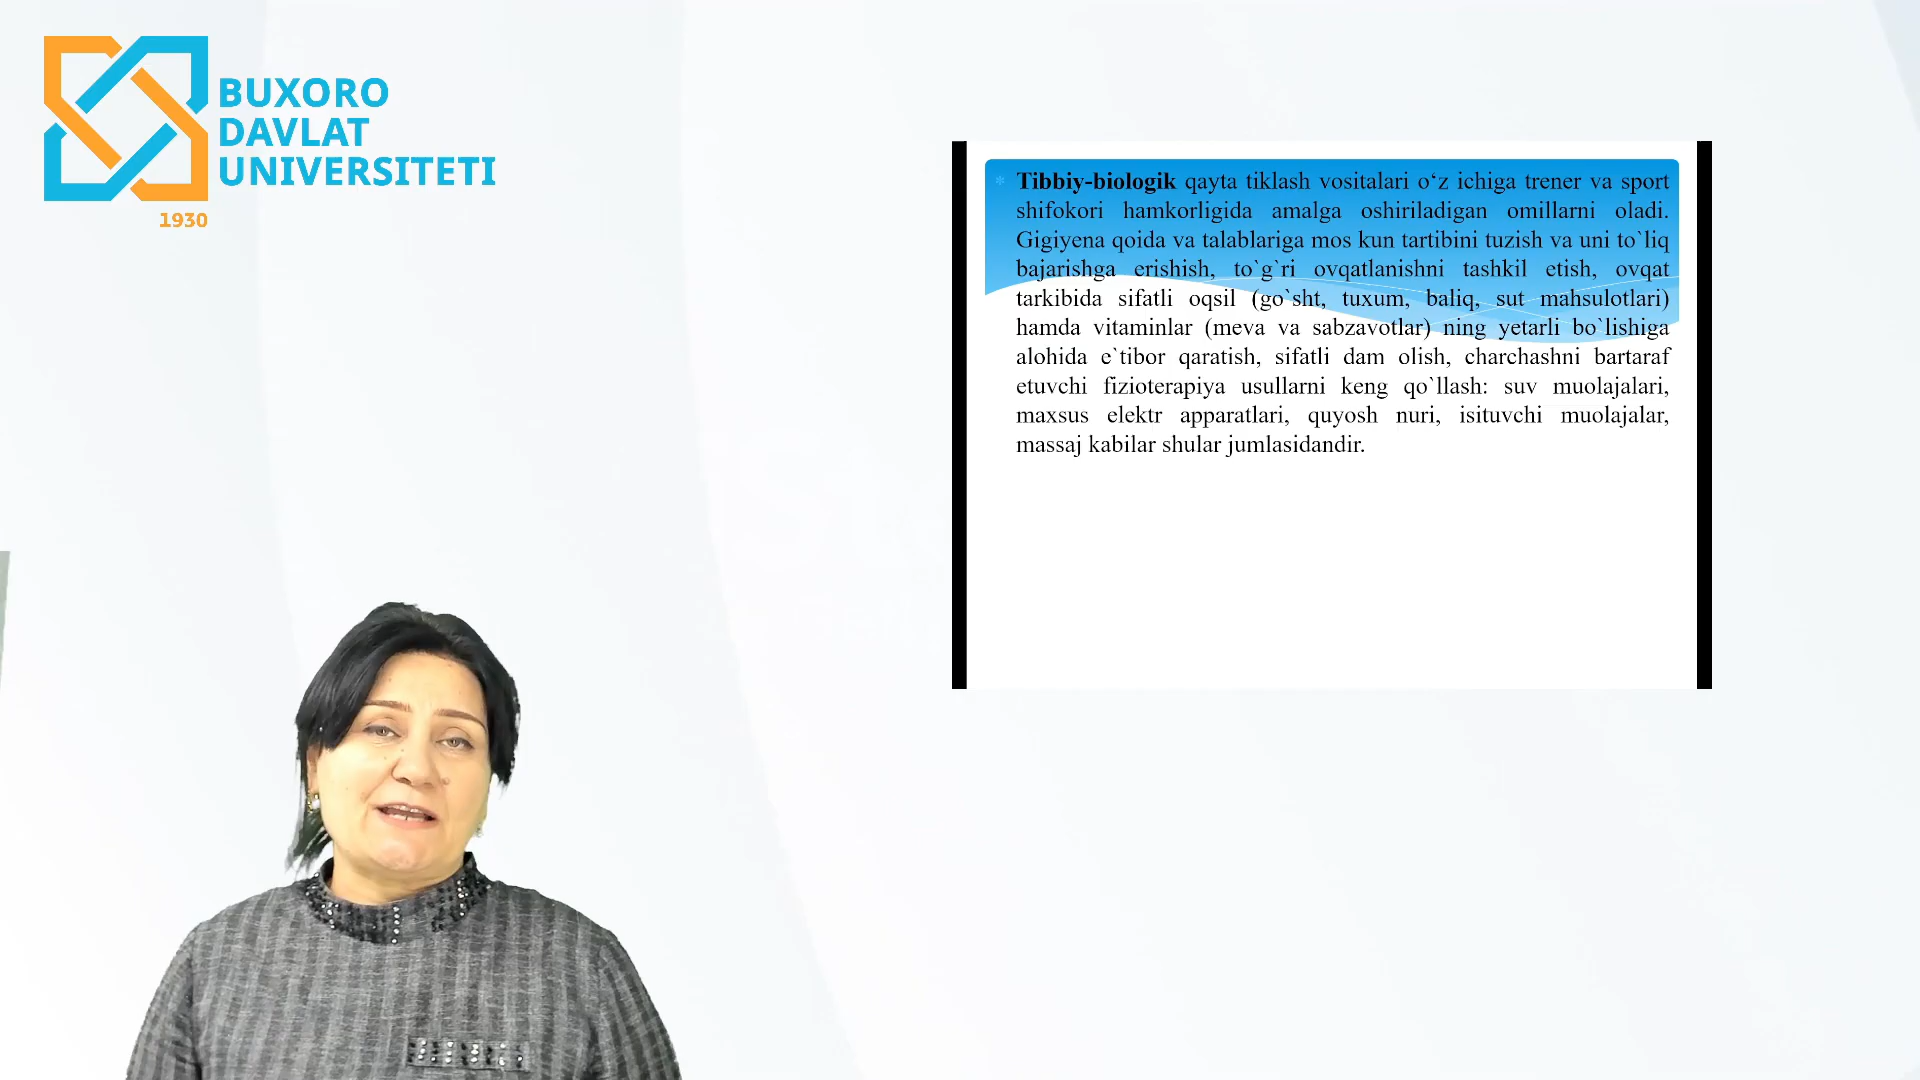 BUXORO
DAVLAT
UNIVERSITETI
1930
Tibbiy-biologik qayta tiklash vositalari o‘z ichiga trener va sport
shifokori hamkorligida amalga oshiriladigan omillarni oladi.
Gigiyena qoida va talablariga mos kun tartibini tuzish va uni to`liq
bajarishga erishish, to`g`ri ovqatlanishni tashkil etish, ovqat
tarkibida sifatli oqsil (go`sht, tuxum, baliq, sut mahsulotlari)
hamda vitaminlar (meva va sabzavotlar) ning yetarli bo`lishiga
alohida e`tibor qaratish, sifatli dam olish, charchashni bartaraf
etuvchi fizioterapiya usullarni keng qo`llash: suv muolajalari,
maxsus elektr apparatlari, quyosh nuri, isituvchi muolajalar,
massaj kabilar shular jumlasidandir.